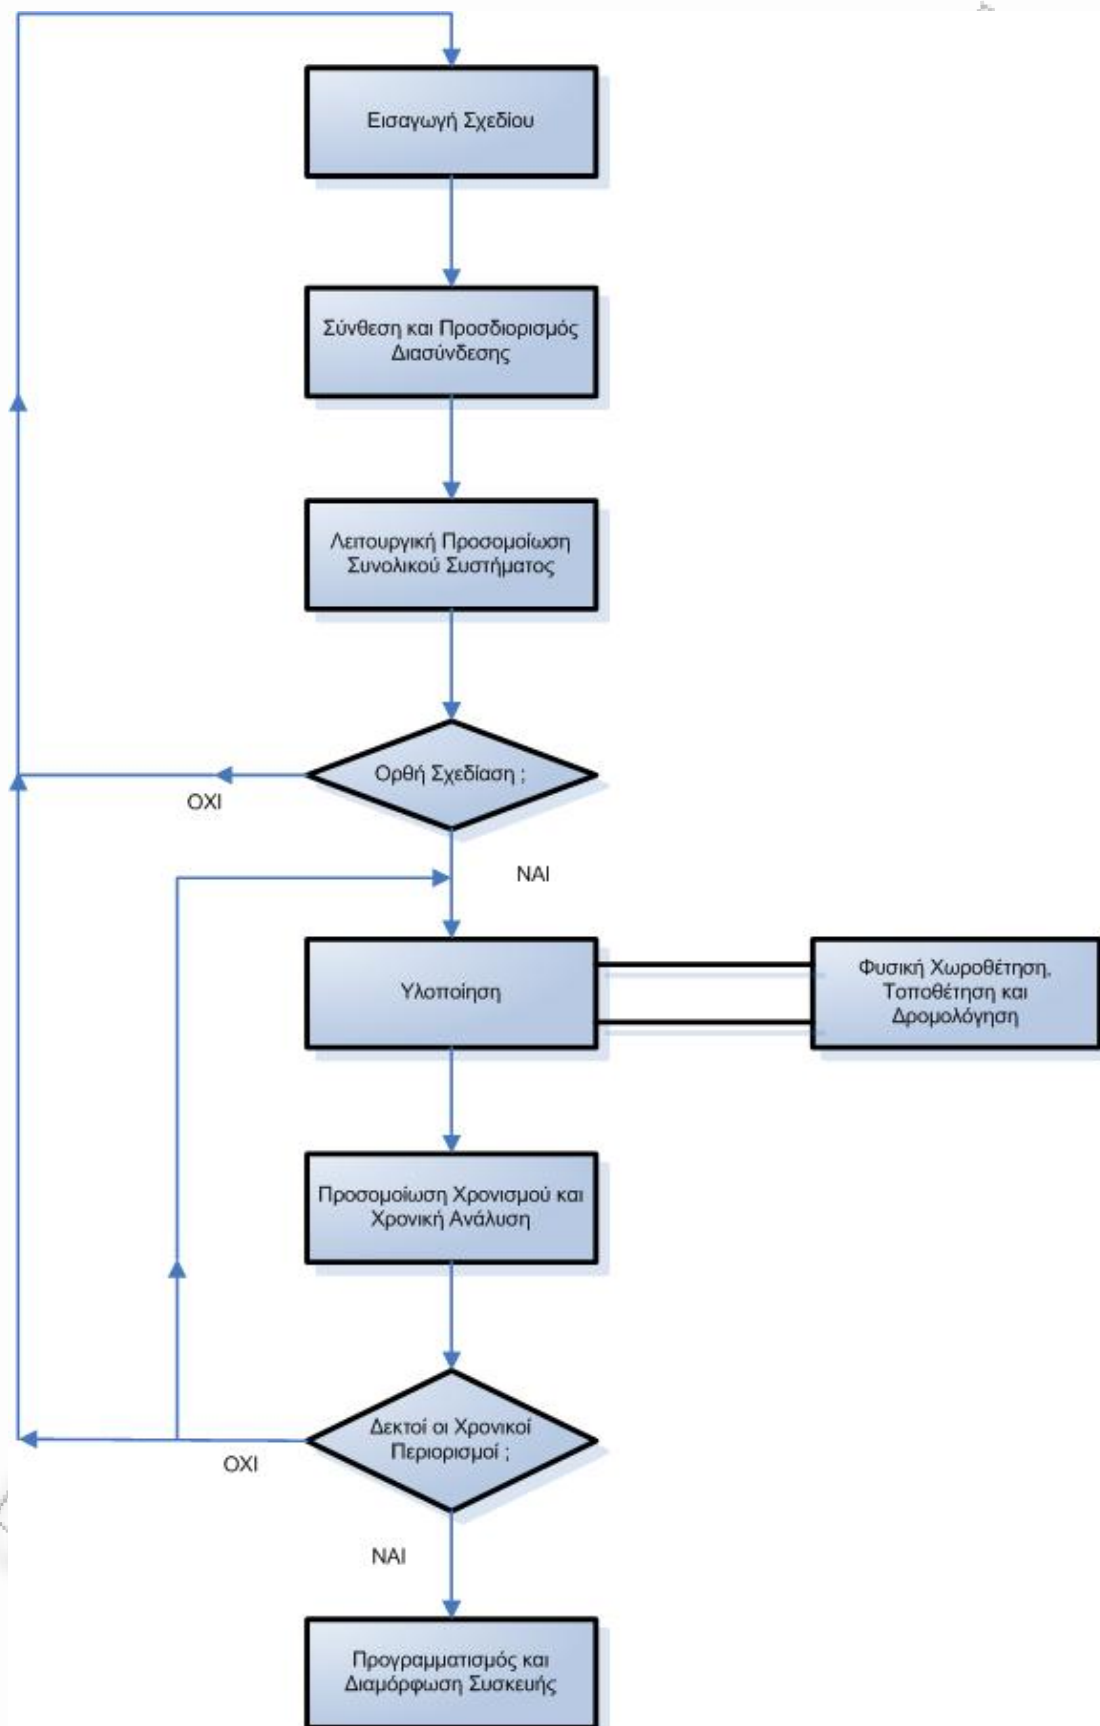 Εισαγωγή Σχεδίου
Σύνθεση και Προσδιορισμός
Διασύνδεσης
Λειτουργική Προσομοίωση
Συνολικού Συστήματος
Ορθή Σχεδίαση ;
ΟΧΙ
ΝΑΙ
Υλοποίηση
Φυσική Χωροθέτηση,
Τοποθέτηση και
Δρομολόγηση
Προσομοίωση Χρονισμού και
Χρονική Ανάλυση
Δεκτοί οι Χρονικοί
Περιορισμοί ;
ΟΧΙ
ΝΑΙ
Προγραμματισμός και
Διαμόρφωση Συσκευής